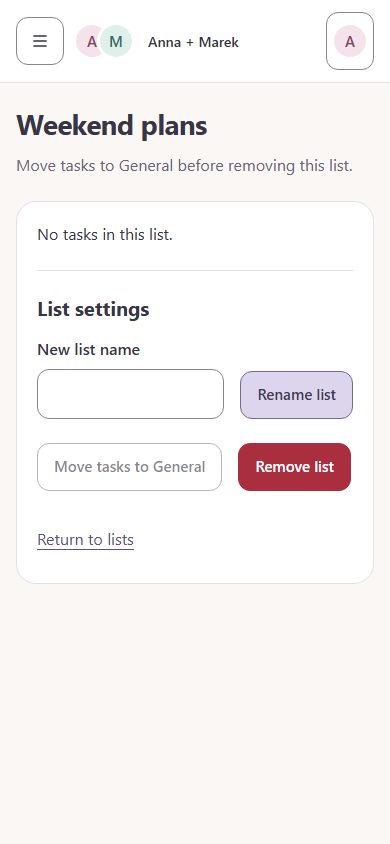 A M Anna + Marek A
Weekend plans
Move tasks to General before removing this list.
No tasks in this list.
List settings
New list name
Rename list
Move tasks to General Remove list
Return to lists